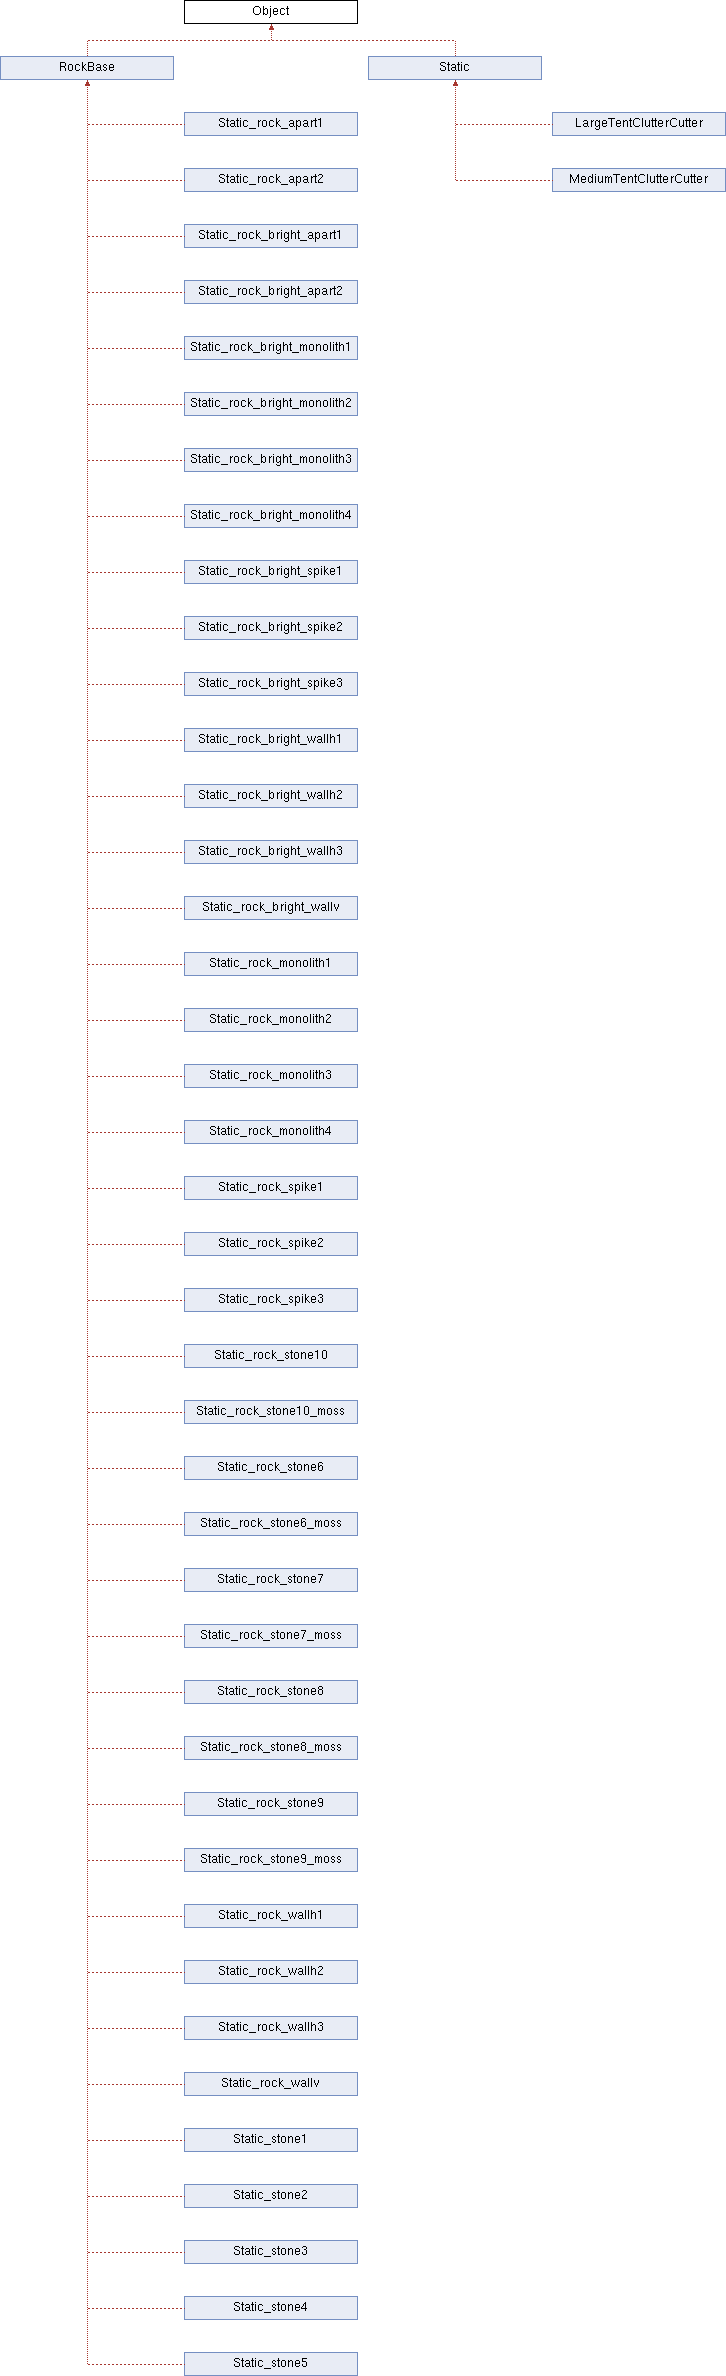 Object
RockBase
Static
Static_rock_apart1
LargeTentClutterCutter
Static_rock_apart2
MediumTentClutterCutter
Static_rock_bright_apart1
Static_rock_bright_apart2
Static_rock_bright_monolith1
Static_rock_bright_monolith2
Static_rock_bright_monolith3
Static_rock_bright_monolith4
Static_rock_bright_spike1
Static_rock_bright_spike2
Static_rock_bright_spike3
Static_rock_bright_wallh1
Static_rock_bright_wallh2
Static_rock_bright_wallh3
Static_rock_bright_wallv
Static_rock_monolith1
Static_rock_monolith2
Static_rock_monolith3
Static_rock_monolith4
Static_rock_spike1
Static_rock_spike2
Static_rock_spike3
Static_rock_stone10
Static_rock_stone10_moss
Static_rock_stone6
Static_rock_stone6_moss
Static_rock_stone7
Static_rock_stone7_moss
Static_rock_stone8
Static_rock_stone8_moss
Static_rock_stone9
Static_rock_stone9_moss
Static_rock_wallh1
Static_rock_wallh2
Static_rock_wallh3
Static_rock_wallv
Static_stone1
Static_stone2
Static_stone3
Static_stone4
Static_stone5